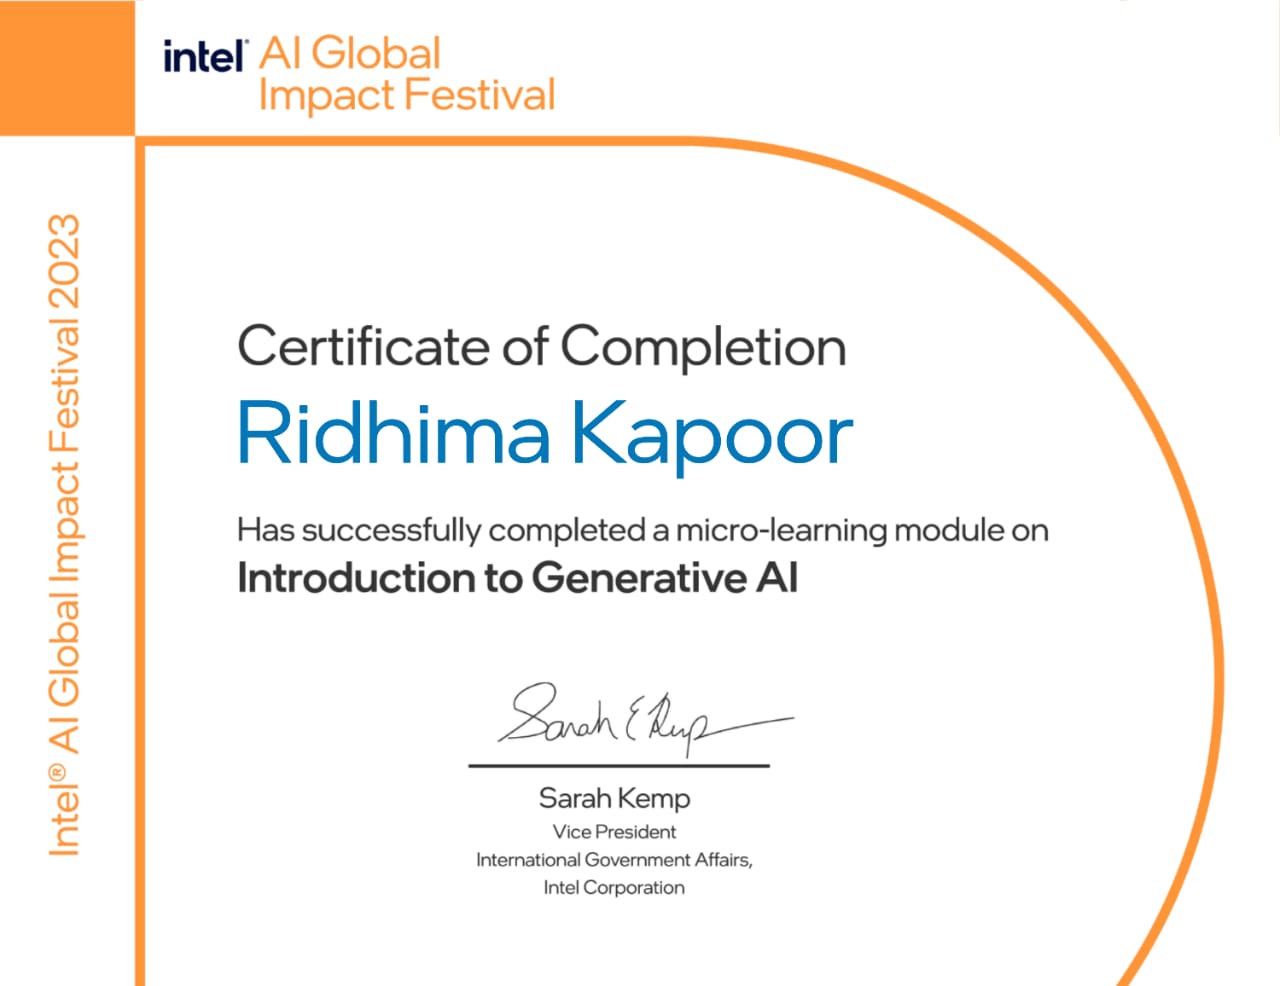 intel AI Global
Impact Festival
Intel® AI Global Impact Festival 2023
Certificate of Completion
Ridhima Kapoor
Has successfully completed a micro-learning module on
Introduction to Generative AI
Sarah E Kemp
Sarah Kemp
Vice President
International Government Affairs,
Intel Corporation